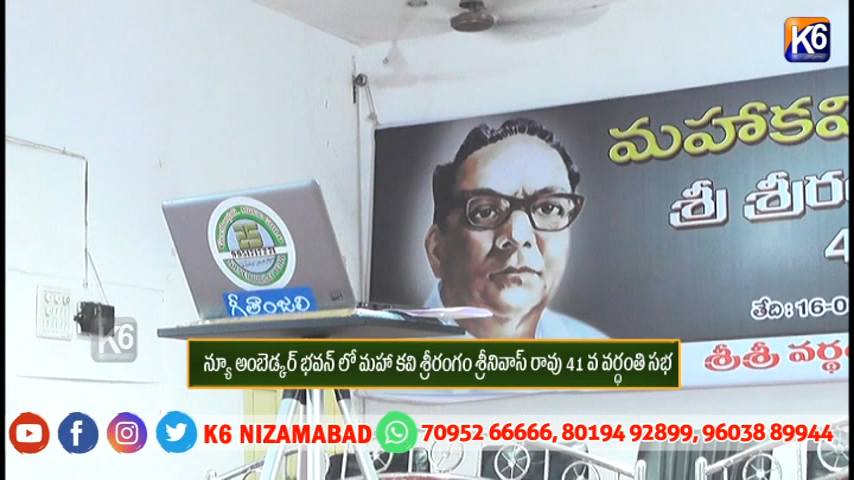 K6
మహాకవి
శ్రీ శ్రీరం
4
తేది : 16-0
శ్రీశ్రీ వర్ధం
25
గీతాంజలి
K6
న్యూ అంబెడ్కర్ భవన్ లో మహా కవి శ్రీరంగం శ్రీనివాస్ రావు 41 వ వర్ధంతి సభ
K6 NIZAMABAD 70952 66666, 80194 92899, 96038 89944